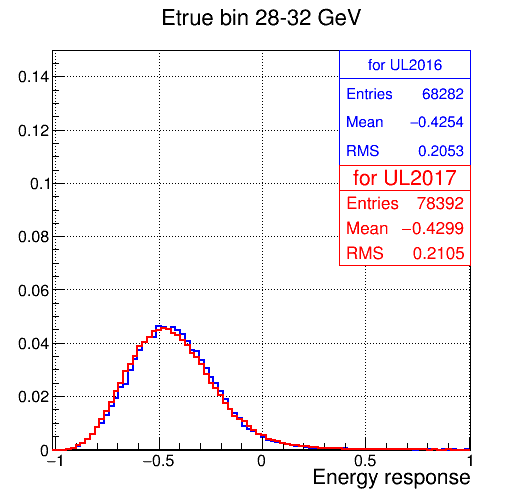 Etrue bin 28-32 GeV
for UL2016
Entries 68282
Mean −0.4254
RMS 0.2053
for UL2017
Entries 78392
Mean −0.4299
RMS 0.2105
0.14
0.12
0.1
0.08
0.06
0.04
0.02
0
−1 −0.5 0 0.5 1
Energy response